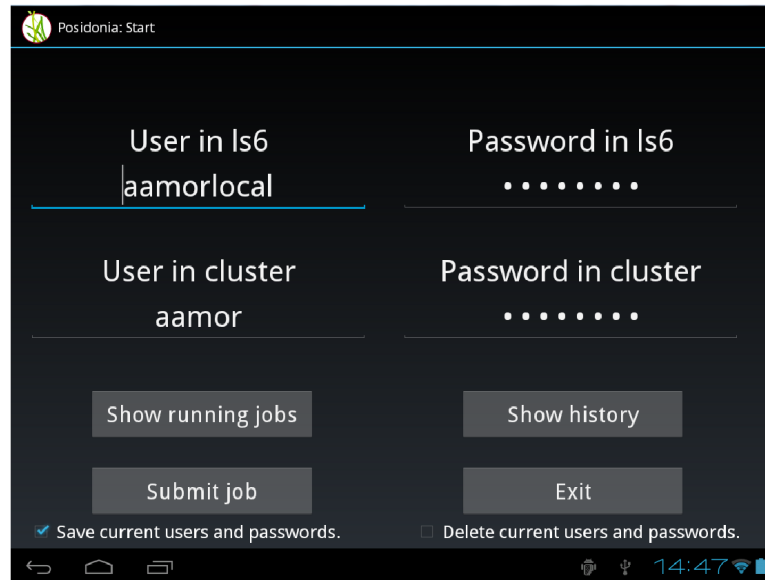 Posidonia: Start
User in ls6
Password in ls6
aamorlocal
••••••••
User in cluster
Password in cluster
aamor
••••••••
Show running jobs
Show history
Submit job
Exit
Save current users and passwords.
Delete current users and passwords.
14:47